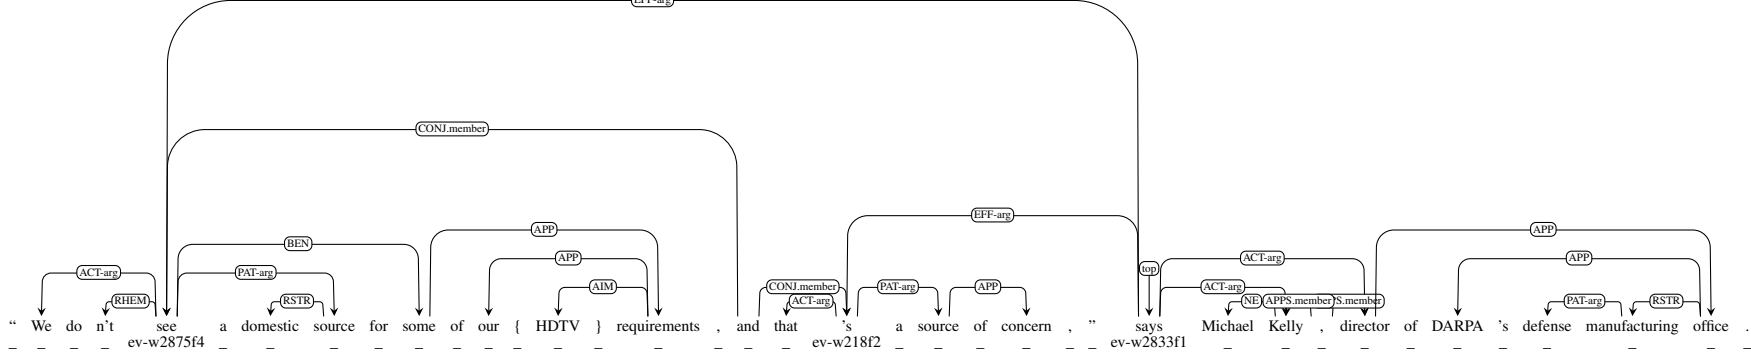 EFF-arg
CONJ.member
EFF-arg
APP APP
BEN APP top ACT-arg APP
ACT-arg PAT-arg
AIM CONJ.member PAT-arg APP ACT-arg
RHEM RSTR ACT-arg NE APPS.member S.member PAT-arg RSTR
“ We do n’t see a domestic source for some of our { HDTV } requirements , and that ’s a source of concern , ” says Michael Kelly , director of DARPA ’s defense manufacturing office .
_ _ _ _ ev-w2875f4 _ _ _ _ _ _ _ _ _ _ _ _ _ _ ev-w218f2 _ _ _ _ _ _ ev-w2833f1 _ _ _ _ _ _ _ _ _ _ _